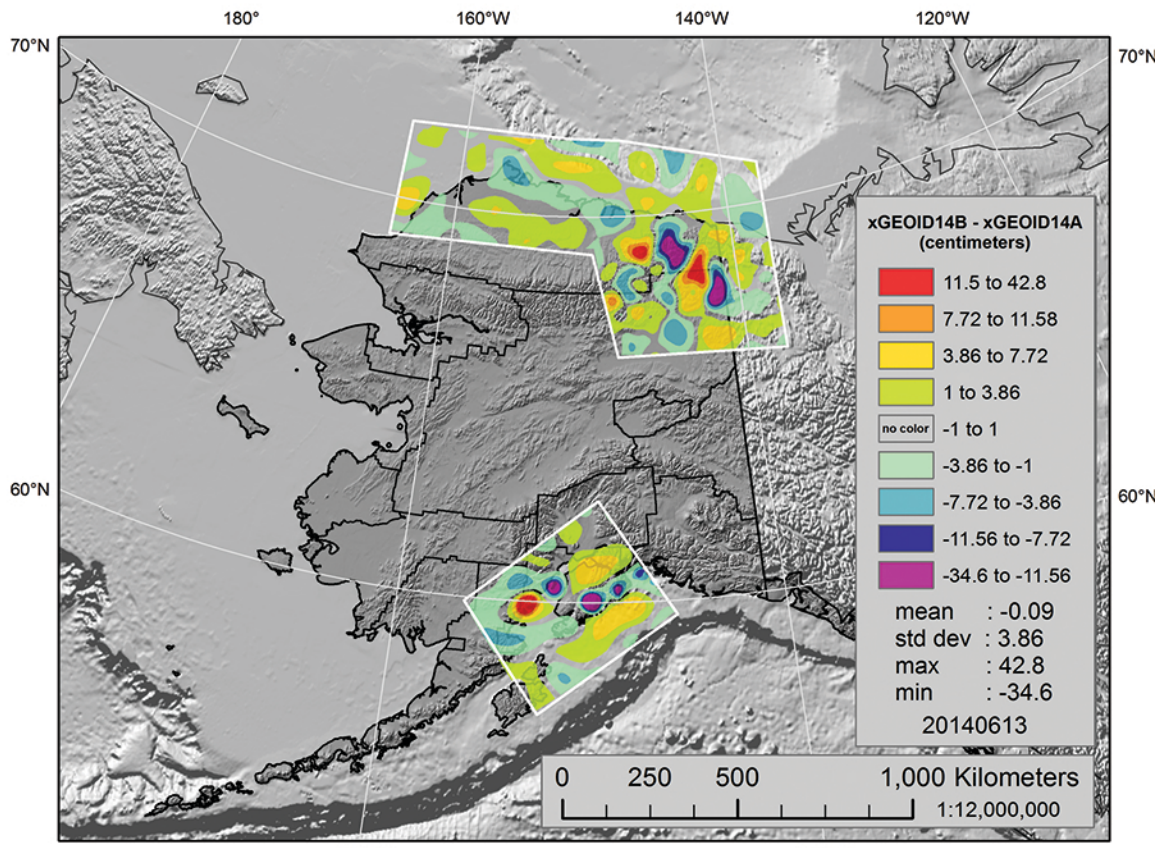 180°
160°W
140°W
120°W
70°N
70°N
xGEOID14B - xGEOID14A
(centimeters)
11.5 to 42.8
7.72 to 11.58
3.86 to 7.72
1 to 3.86
no color -1 to 1
-3.86 to -1
-7.72 to -3.86
-11.56 to -7.72
-34.6 to -11.56
mean : -0.09
std dev : 3.86
max : 42.8
min : -34.6
20140613
60°N
60°N
0 250 500 1,000 Kilometers
1:12,000,000